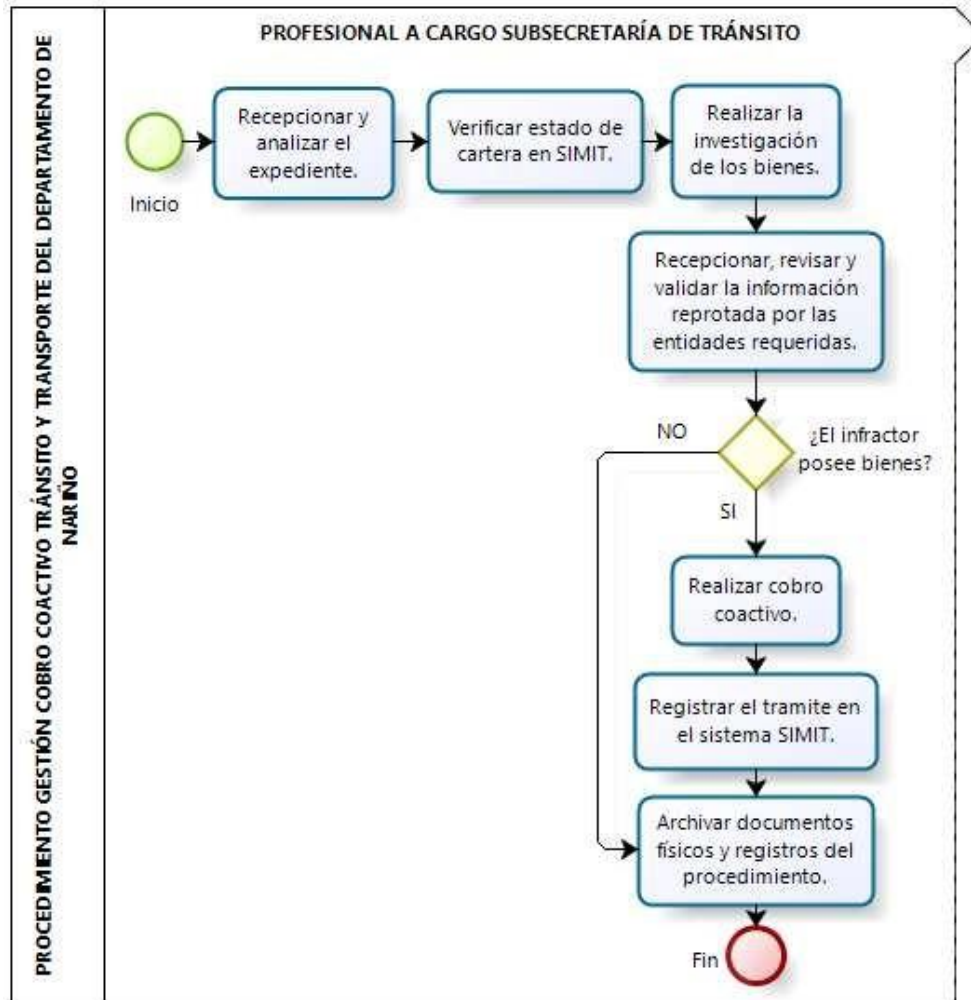 PROCEDIMIENTO GESTIÓN COBRO COACTIVO TRÁNSITO Y TRANSPORTE DEL DEPARTAMENTO DE
NARIÑO
PROFESIONAL A CARGO SUBSECRETARÍA DE TRÁNSITO
Inicio
Recepcionar y
analizar el
expediente.
Verificar estado de
cartera en SIMIT.
Realizar la
investigación
de los bienes.
Recepcionar, revisar y
validar la información
reprotada por las
entidades requeridas.
¿El infractor
posee bienes?
NO
SI
Realizar cobro
coactivo.
Registrar el tramite en
el sistema SIMIT.
Archivar documentos
físicos y registros del
procedimiento.
Fin